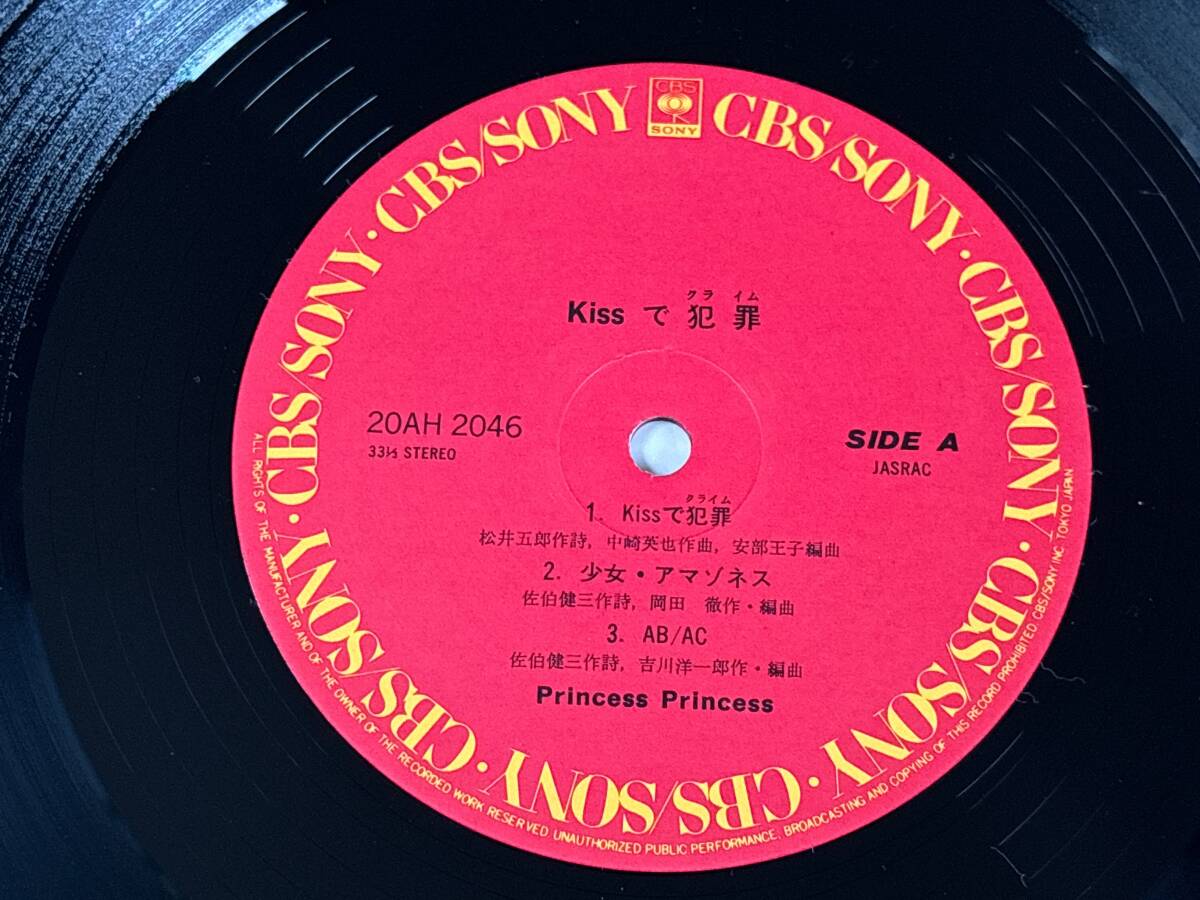 CBS
SONY
CBS/SONY・CBS/SONY・CBS/SONY・CBS/SONY・CBS/SONY・CBS/SONY・CBS/SONY・CBS/SONY・CBS/SONY
クライム
Kiss で 犯 罪
20AH 2046
33⅓ STEREO
SIDE A
JASRAC
クライム
1. Kissで犯罪
松井五郎作詩, 中崎英也作曲, 安部王子編曲
2. 少女・アマゾネス
佐伯健三作詩, 岡田 徹作・編曲
3. AB/AC
佐伯健三作詩, 吉川洋一郎作・編曲
Princess Princess
ALL RIGHTS OF THE MANUFACTURER AND OF THE OWNER OF THE RECORDED WORK RESERVED UNAUTHORIZED PUBLIC PERFORMANCE, BROADCASTING AND COPYING OF THIS RECORD PROHIBITED. CBS/SONY INC. TOKYO JAPAN